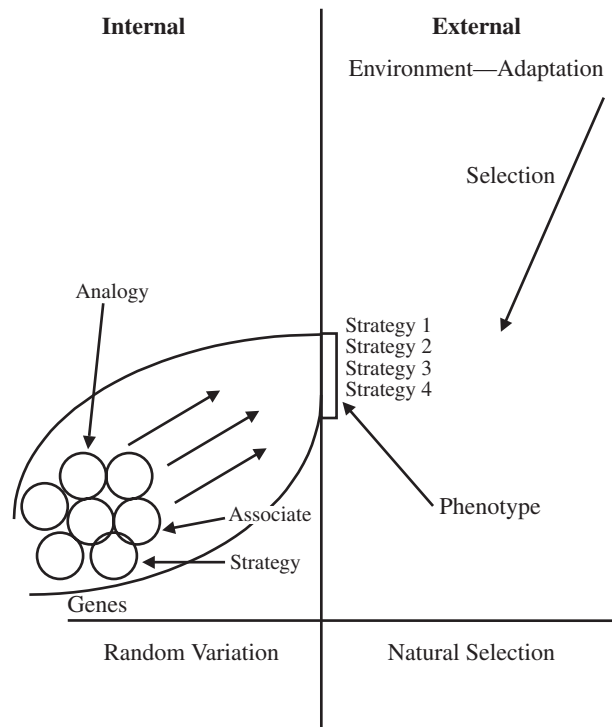 Internal
External
Environment—Adaptation
Selection
Analogy
Strategy 1
Strategy 2
Strategy 3
Strategy 4
Phenotype
Associate
Strategy
Genes
Random Variation
Natural Selection